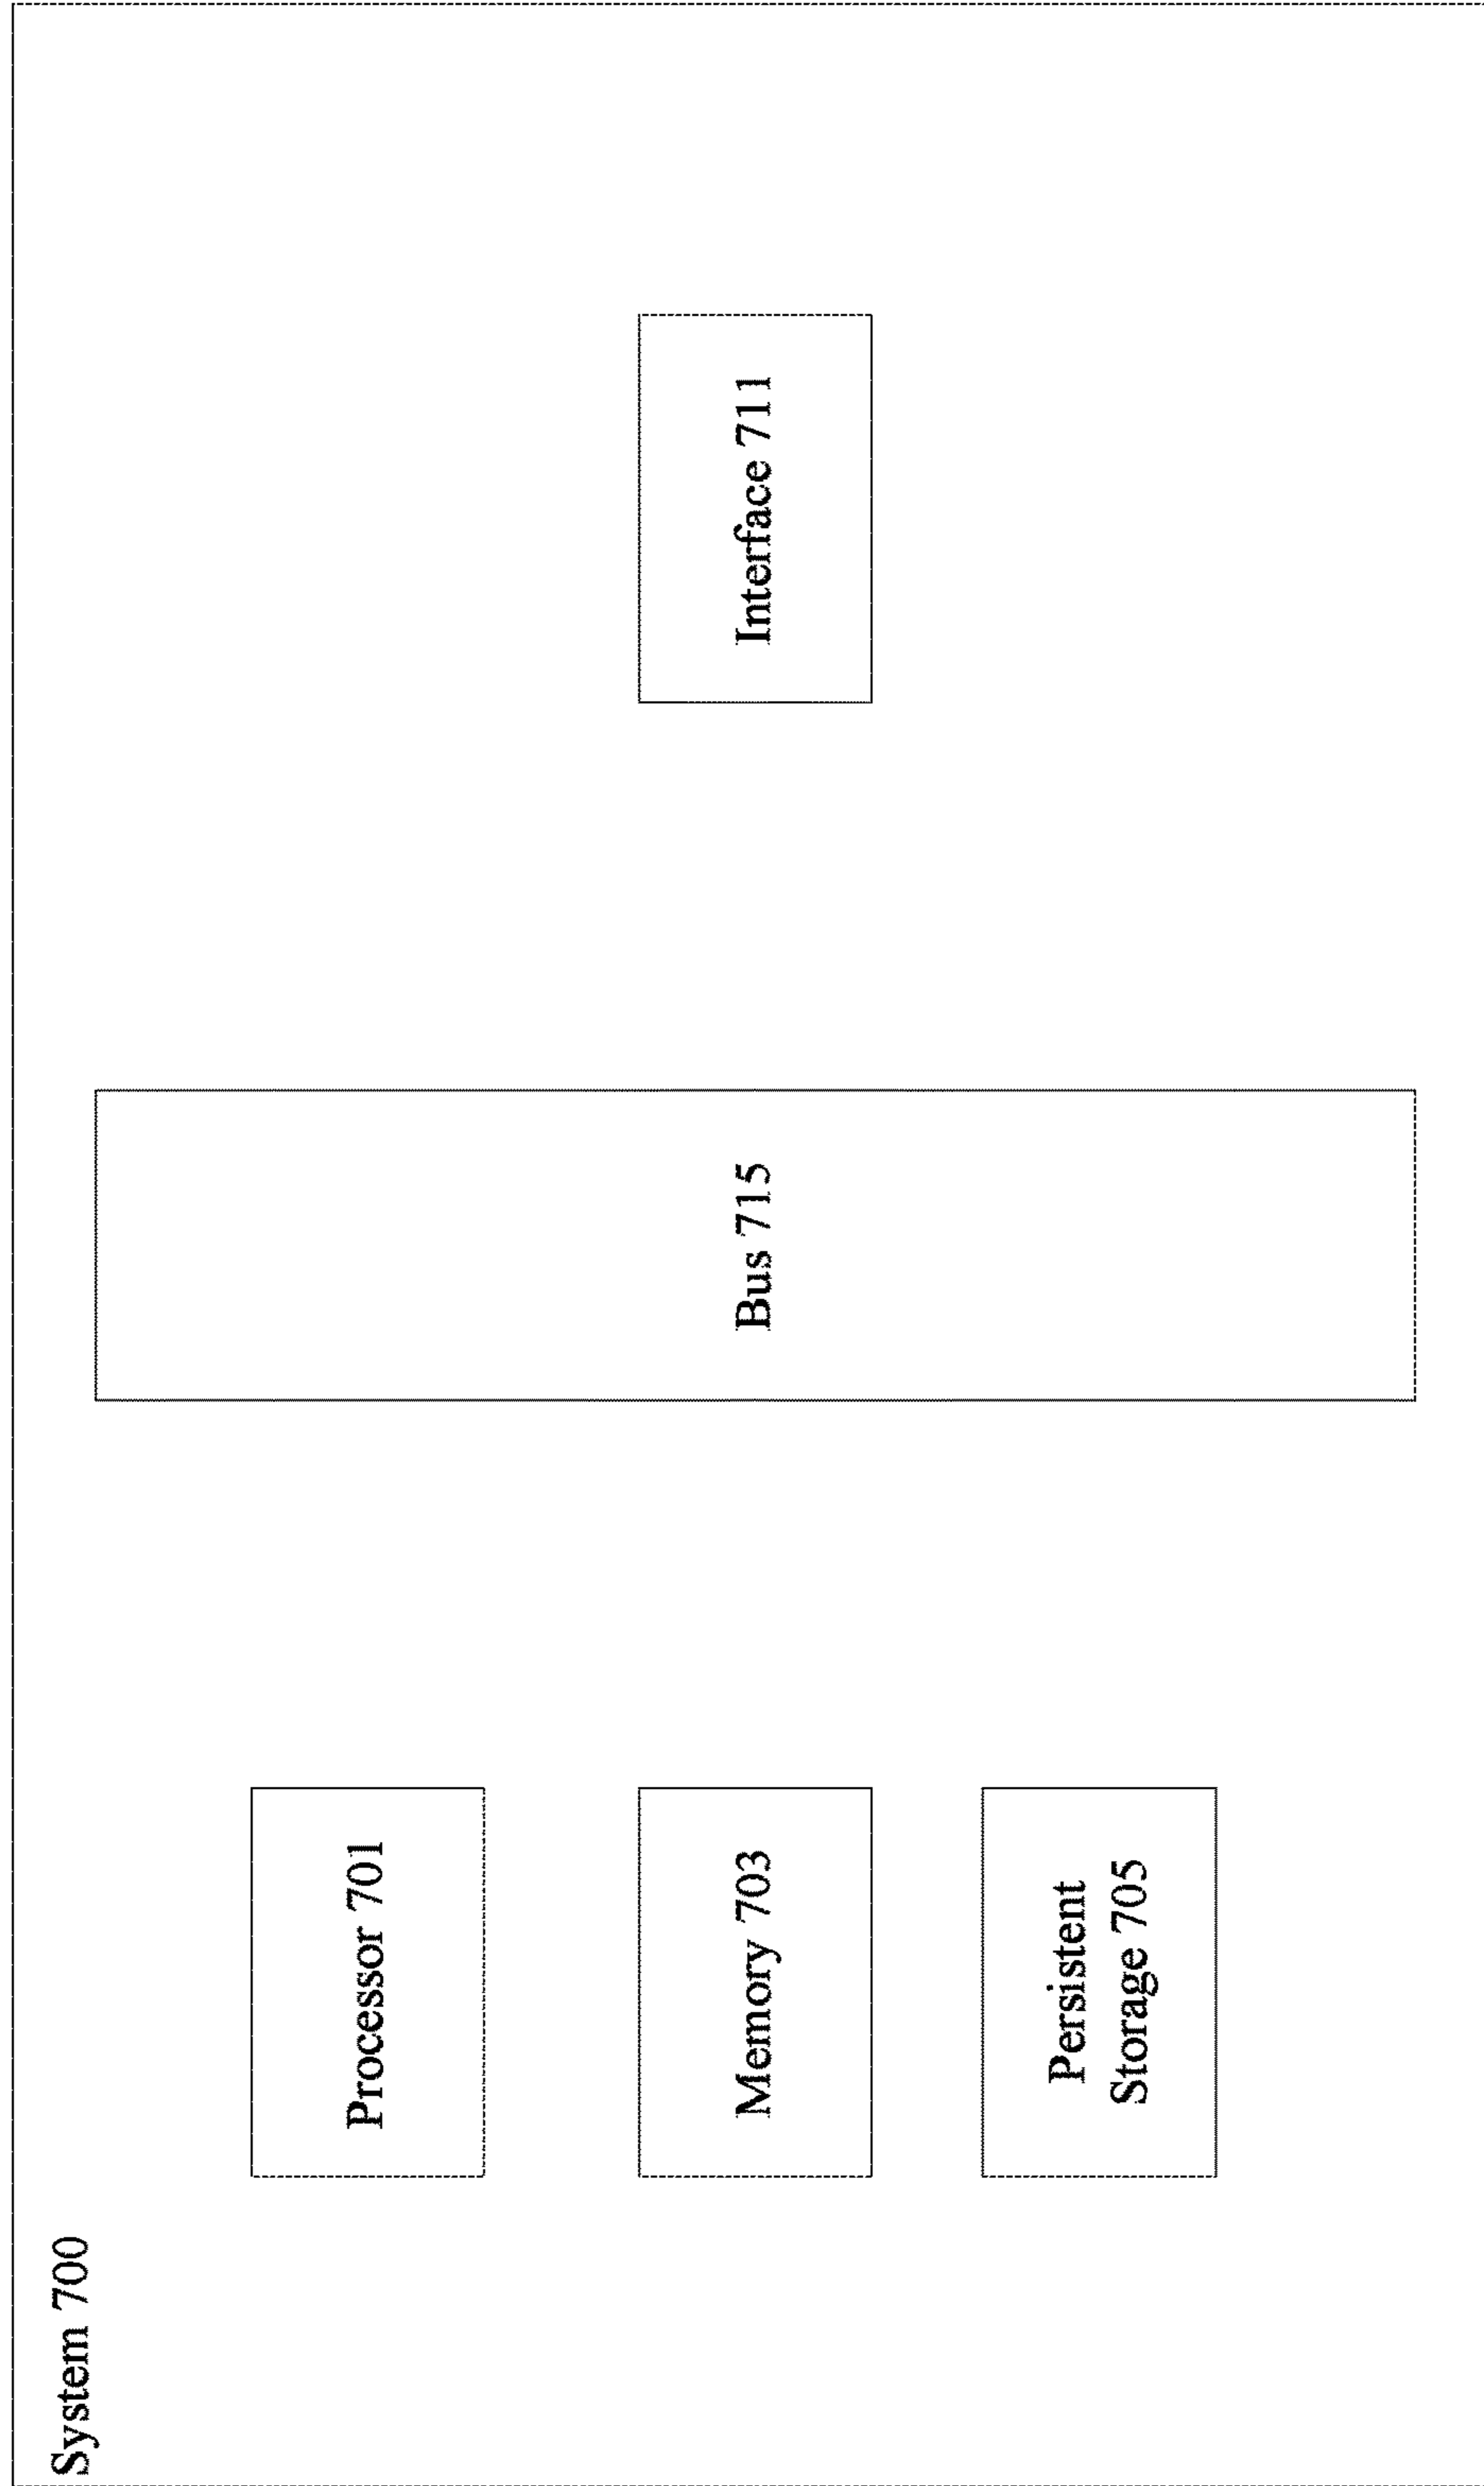 System 700
Processor 701
Memory 703
Persistent
Storage 705
Bus 715
Interface 711